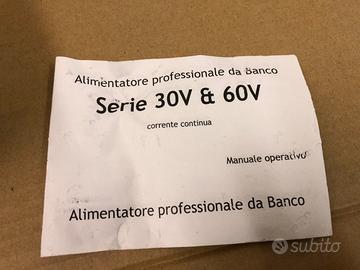 Alimentatore professionale da Banco
Serie 30V & 60V
corrente continua
Manuale operativo
Alimentatore professionale da Banco
subito